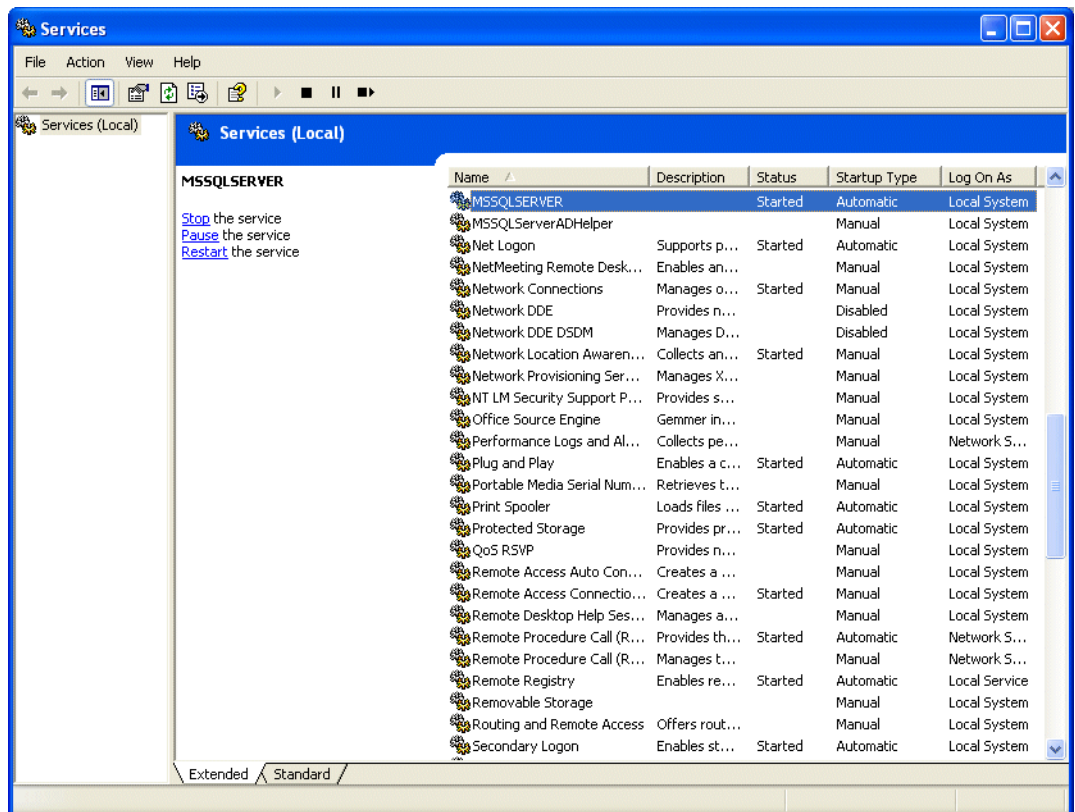 Services
File Action View Help
Services (Local)
Services (Local)
MSSQLSERVER
Stop the service
Pause the service
Restart the service
Name Description Status Startup Type Log On As
MSSQLSERVER Started Automatic Local System
MSSQLServerADHelper Manual Local System
Net Logon Supports p... Started Automatic Local System
NetMeeting Remote Desk... Enables an... Manual Local System
Network Connections Manages o... Started Manual Local System
Network DDE Provides n... Disabled Local System
Network DDE DSDM Manages D... Disabled Local System
Network Location Awaren... Collects an... Started Manual Local System
Network Provisioning Ser... Manages X... Manual Local System
NT LM Security Support P... Provides s... Manual Local System
Office Source Engine Gemmer in... Manual Local System
Performance Logs and Al... Collects pe... Manual Network S...
Plug and Play Enables a c... Started Automatic Local System
Portable Media Serial Num... Retrieves t... Manual Local System
Print Spooler Loads files ... Started Automatic Local System
Protected Storage Provides pr... Started Automatic Local System
QoS RSVP Provides n... Manual Local System
Remote Access Auto Con... Creates a ... Manual Local System
Remote Access Connectio... Creates a ... Started Manual Local System
Remote Desktop Help Ses... Manages a... Manual Local System
Remote Procedure Call (R... Provides th... Started Automatic Network S...
Remote Procedure Call (R... Manages t... Manual Network S...
Remote Registry Enables re... Started Automatic Local Service
Removable Storage Manual Local System
Routing and Remote Access Offers rout... Manual Local System
Secondary Logon Enables st... Started Automatic Local System
Extended Standard